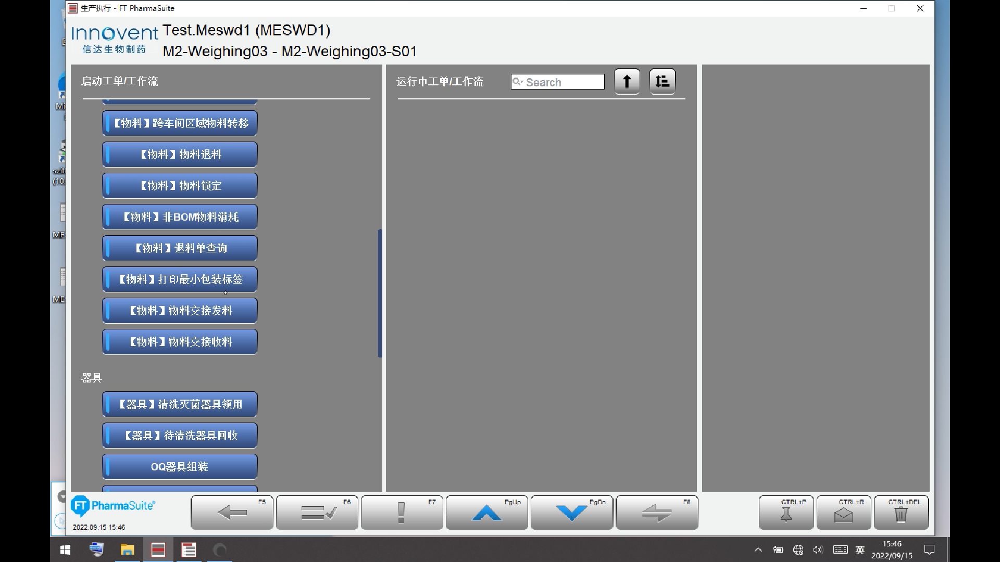 生产执行 - FT PharmaSuite
Innovent
信达生物制药
Test.Meswd1 (MESWD1)
M2-Weighing03 - M2-Weighing03-S01
启动工单/工作流
【物料】跨车间区域物料转移
【物料】物料退料
【物料】物料锁定
【物料】非BOM物料消耗
【物料】退料单查询
【物料】打印最小包装标签
【物料】物料交接发料
【物料】物料交接收料
器具
【器具】清洗灭菌器具领用
【器具】待清洗器具回收
OQ器具组装
运行中工单/工作流
Search
FT PharmaSuite®
2022.09.15 15:46
F5
F6
F7
PgUp
PgDn
F8
CTRL+P
CTRL+R
CTRL+DEL
Mi
szit
(10.
ME
ME
英
15:46
2022/09/15